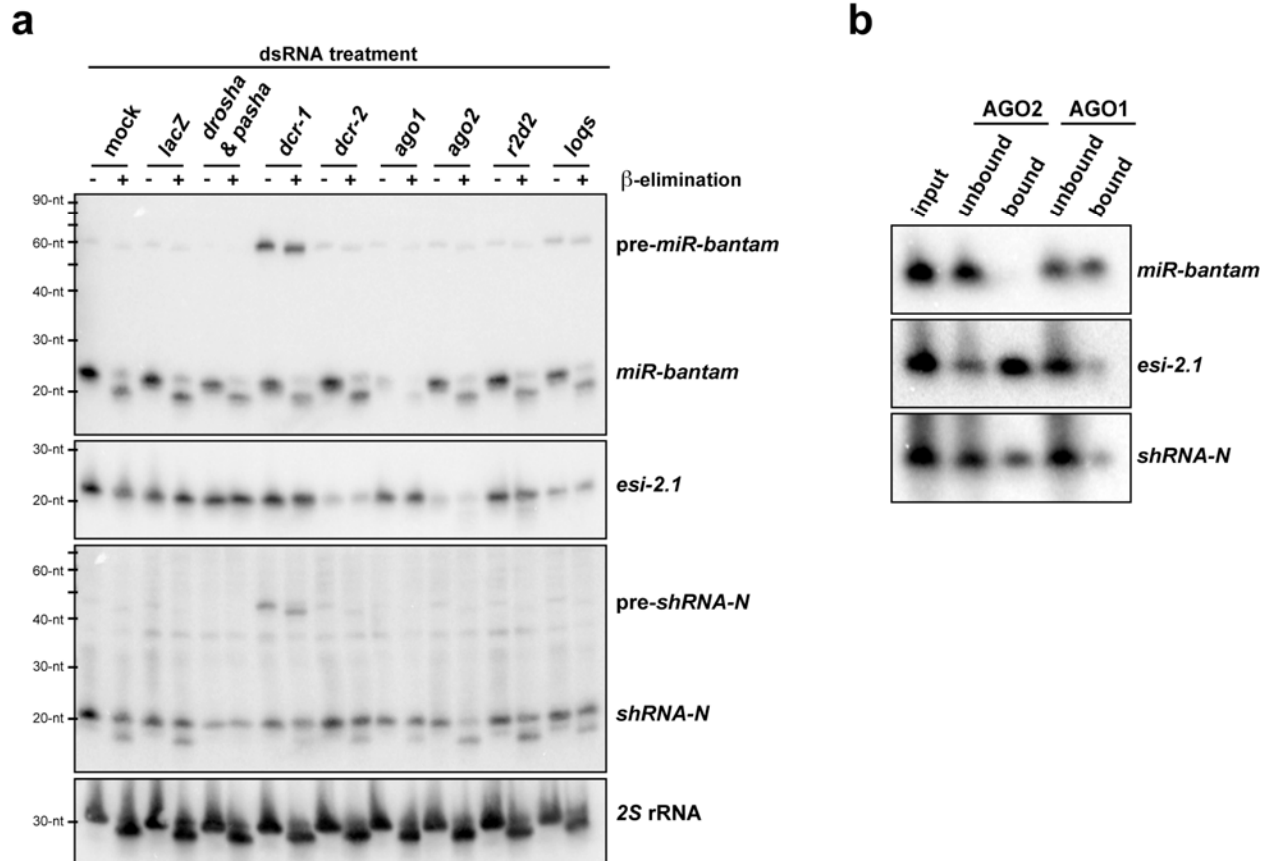 a
dsRNA treatment
mock
lacZ
drosha
& pasha
dcr-1
dcr-2
ago1
ago2
r2d2
loqs
- + - + - + - + - + - + - + - + - + β-elimination
90-nt
60-nt
pre-miR-bantam
40-nt
30-nt
miR-bantam
20-nt
30-nt
esi-2.1
20-nt
60-nt
pre-shRNA-N
40-nt
30-nt
20-nt
shRNA-N
30-nt
2S rRNA
b
AGO2 AGO1
input
unbound
bound
unbound
bound
miR-bantam
esi-2.1
shRNA-N